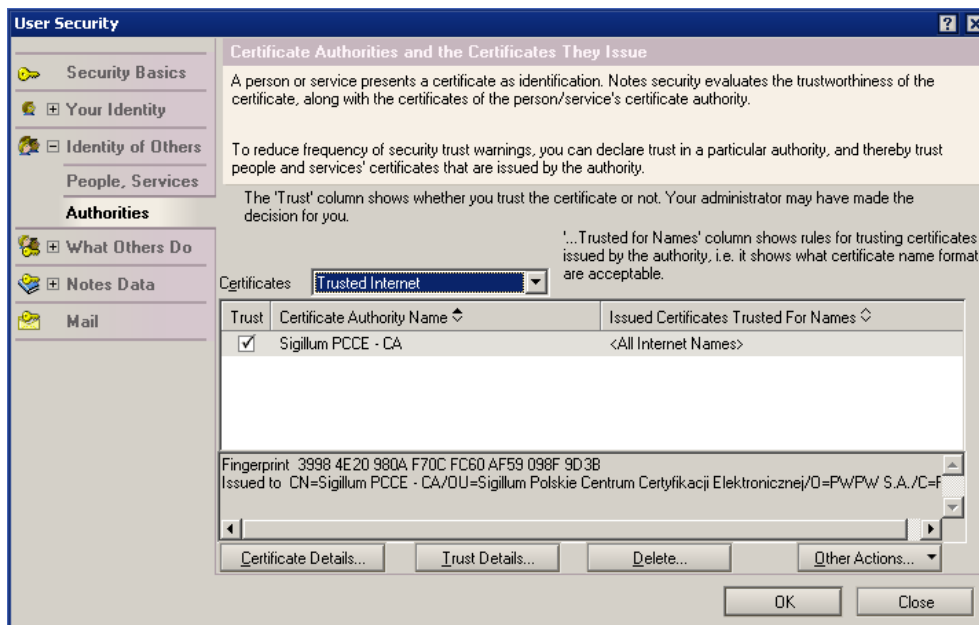 User Security
Security Basics
Your Identity
Identity of Others
People, Services
Authorities
What Others Do
Notes Data
Mail
Certificate Authorities and the Certificates They Issue
A person or service presents a certificate as identification. Notes security evaluates the trustworthiness of the
certificate, along with the certificates of the person/service's certificate authority.
To reduce frequency of security trust warnings, you can declare trust in a particular authority, and thereby trust
people and services' certificates that are issued by the authority.
The 'Trust' column shows whether you trust the certificate or not. Your administrator may have made the
decision for you.
'...Trusted for Names' column shows rules for trusting certificates
issued by the authority, i.e. it shows what certificate name format
are acceptable.
Certificates Trusted Internet
Trust Certificate Authority Name Issued Certificates Trusted For Names
Sigillum PCCE - CA <All Internet Names>
Fingerprint 3998 4E20 980A F70C FC60 AF59 098F 9D3B
Issued to CN=Sigillum PCCE - CA/OU=Sigillum Polskie Centrum Certyfikacji Elektronicznej/O=PWPW S.A./C=
Certificate Details... Trust Details... Delete... Other Actions...
OK Close